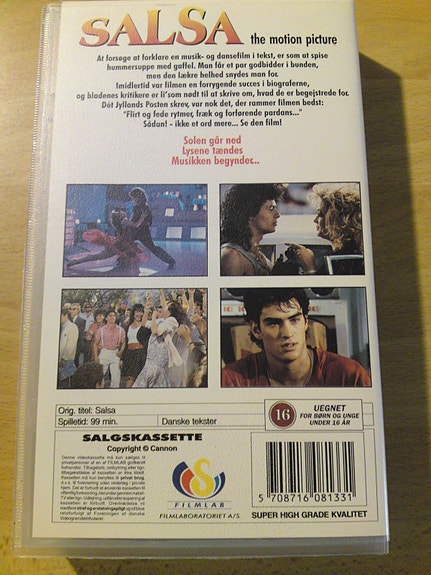 SALSA the motion picture
At forsøge at forklare en musik- og dansefilm i tekst, er som at spise
hummersuppe med gaffel. Man får et par godbidder i bunden,
men den lækre helhed snydes man for.
Imidlertid var filmen en forrygende succes i biograferne,
og bladenes kritikere er li'som nødt til at skrive om, hvad de er begejstrede for.
Dét Jyllands Posten skrev, var nok det, der rammer filmen bedst:
"Flirt og fede rytmer, fræk og forførende pardans..."
Sådan! - ikke et ord mere... Se den film!
Solen går ned
Lysene tændes
Musikken begynder...
Orig. titel: Salsa
Spilletid: 99 min.
Danske tekster
16
UEGNET
FOR BØRN OG UNGE
UNDER 16 ÅR
SALGSKASSETTE
Copyright © Cannon
FILMLAB
FILMLABORATORIET A/S
5 708716 081331
SUPER HIGH GRADE KVALITET